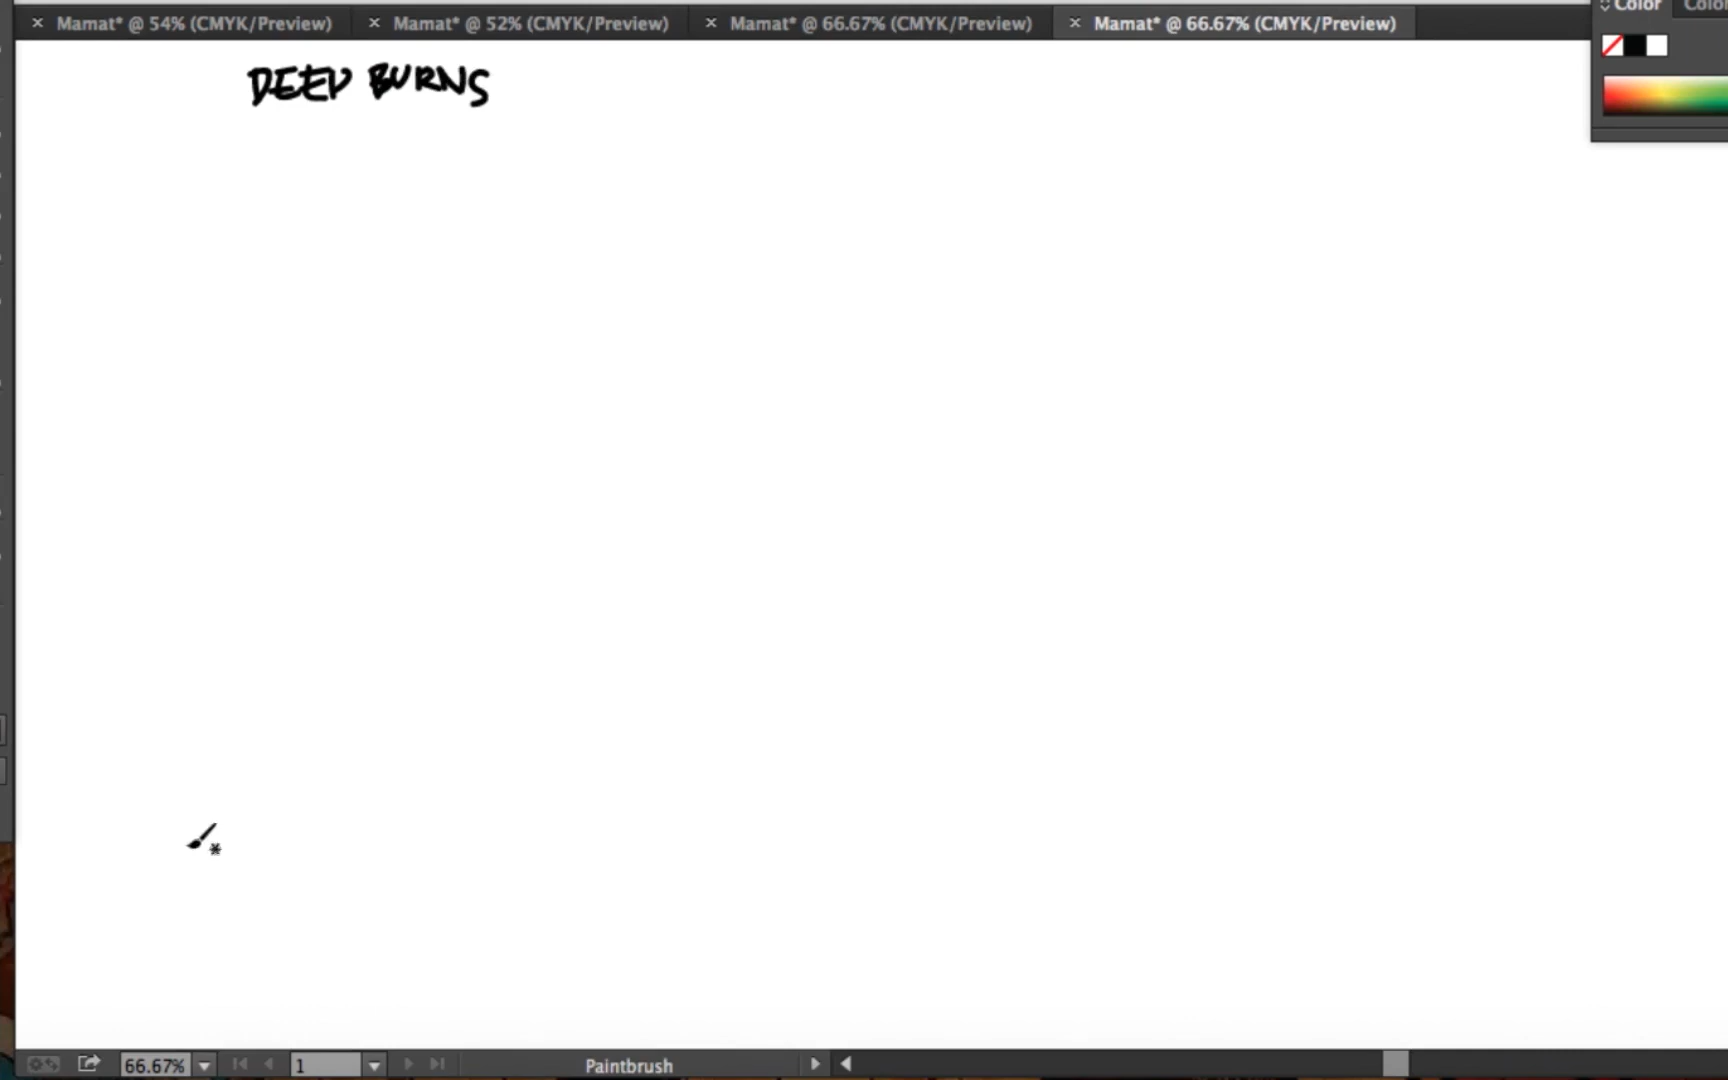 × Mamat* @ 54% (CMYK/Preview) × Mamat* @ 52% (CMYK/Preview) × Mamat* @ 66.67% (CMYK/Preview) × Mamat* @ 66.67% (CMYK/Preview) Color
DEEP BURNS
66.67% 1 Paintbrush